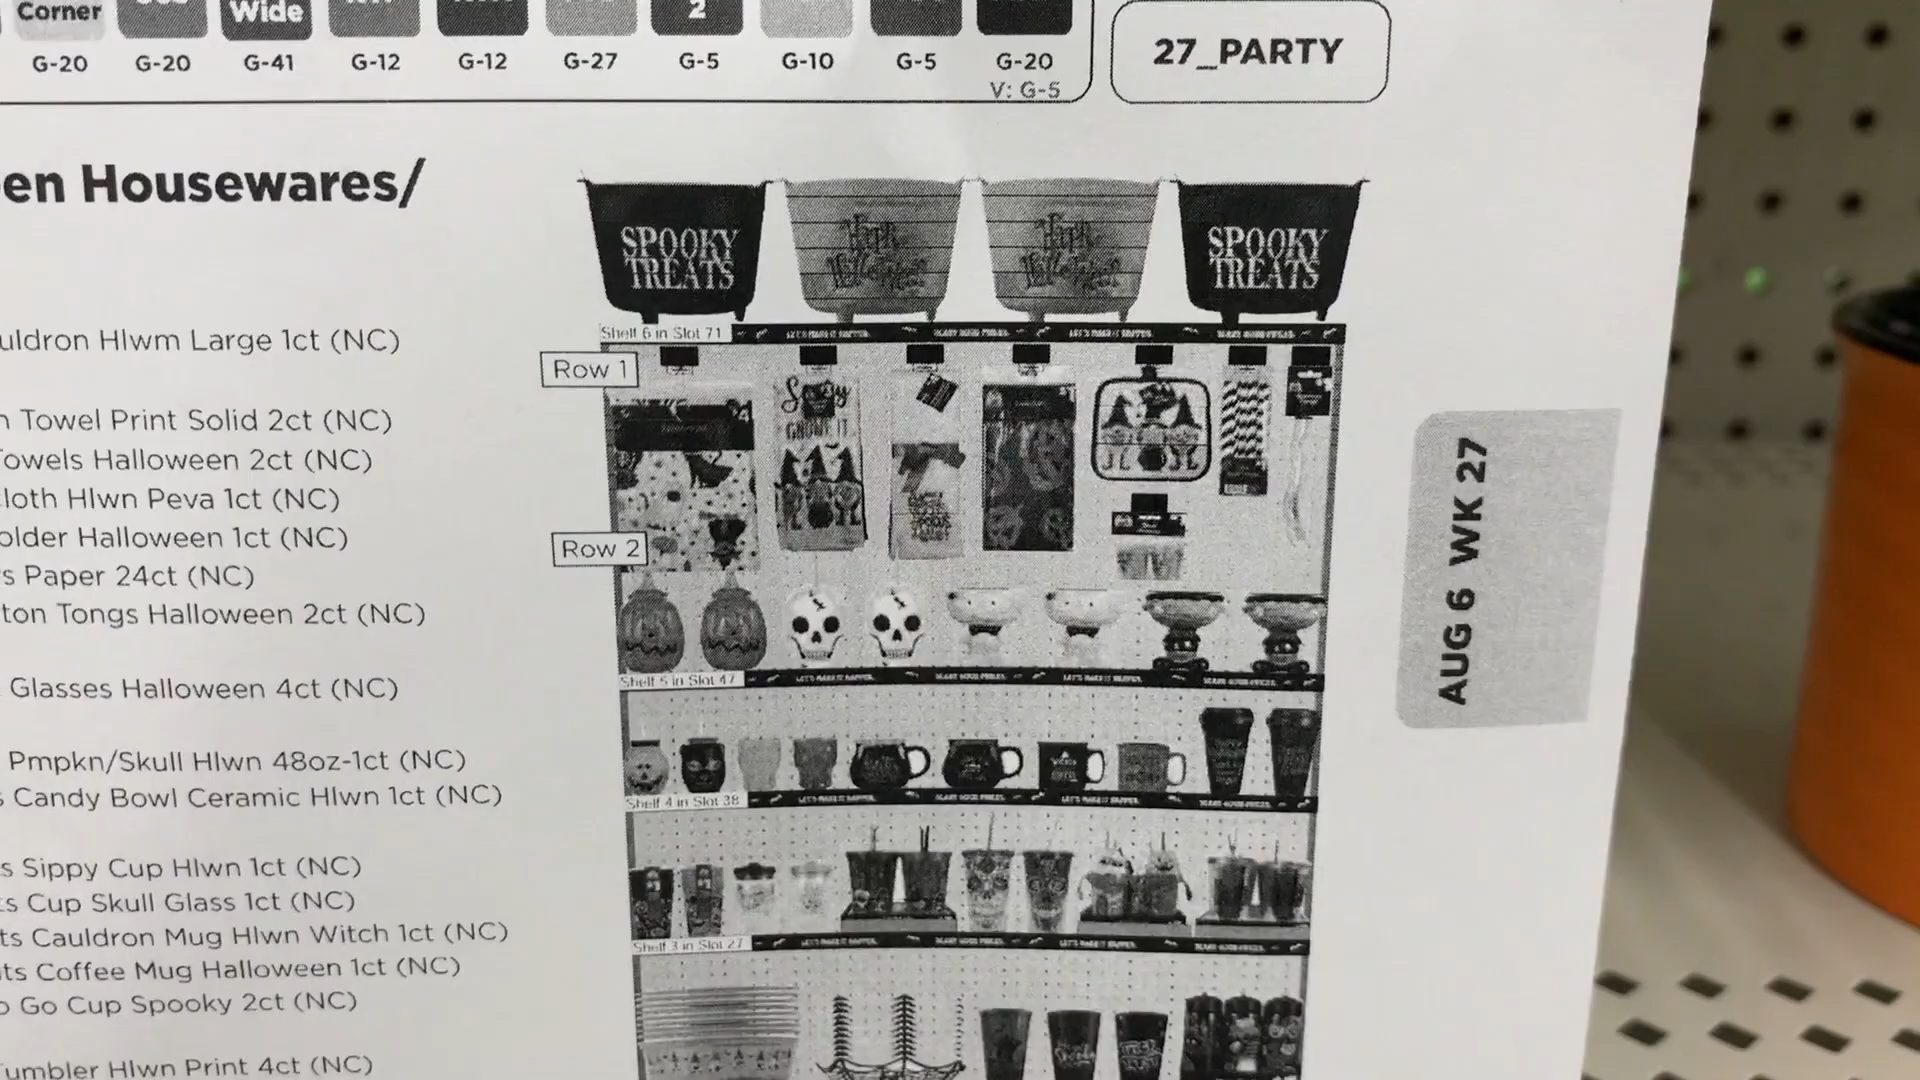 Corner
Wide
2
G-20 G-20 G-41 G-12 G-12 G-27 G-5 G-10 G-5 G-20
V: G-5
27_PARTY
en Housewares/
uldron Hlwm Large 1ct (NC)
n Towel Print Solid 2ct (NC)
owels Halloween 2ct (NC)
loth Hlwn Peva 1ct (NC)
older Halloween 1ct (NC)
s Paper 24ct (NC)
ton Tongs Halloween 2ct (NC)
Glasses Halloween 4ct (NC)
Pmpkn/Skull Hlwn 48oz-1ct (NC)
s Candy Bowl Ceramic Hlwn 1ct (NC)
s Sippy Cup Hlwn 1ct (NC)
ts Cup Skull Glass 1ct (NC)
ts Cauldron Mug Hlwn Witch 1ct (NC)
ts Coffee Mug Halloween 1ct (NC)
o Go Cup Spooky 2ct (NC)
umbler Hlwn Print 4ct (NC)
SPOOKY
TREATS
SPOOKY
TREATS
Shelf 6 in Slot 71
Row 1
Row 2
Shelf 5 in Slot 47
Shelf 4 in Slot 38
Shelf 3 in Slot 27
AUG 6 WK 27